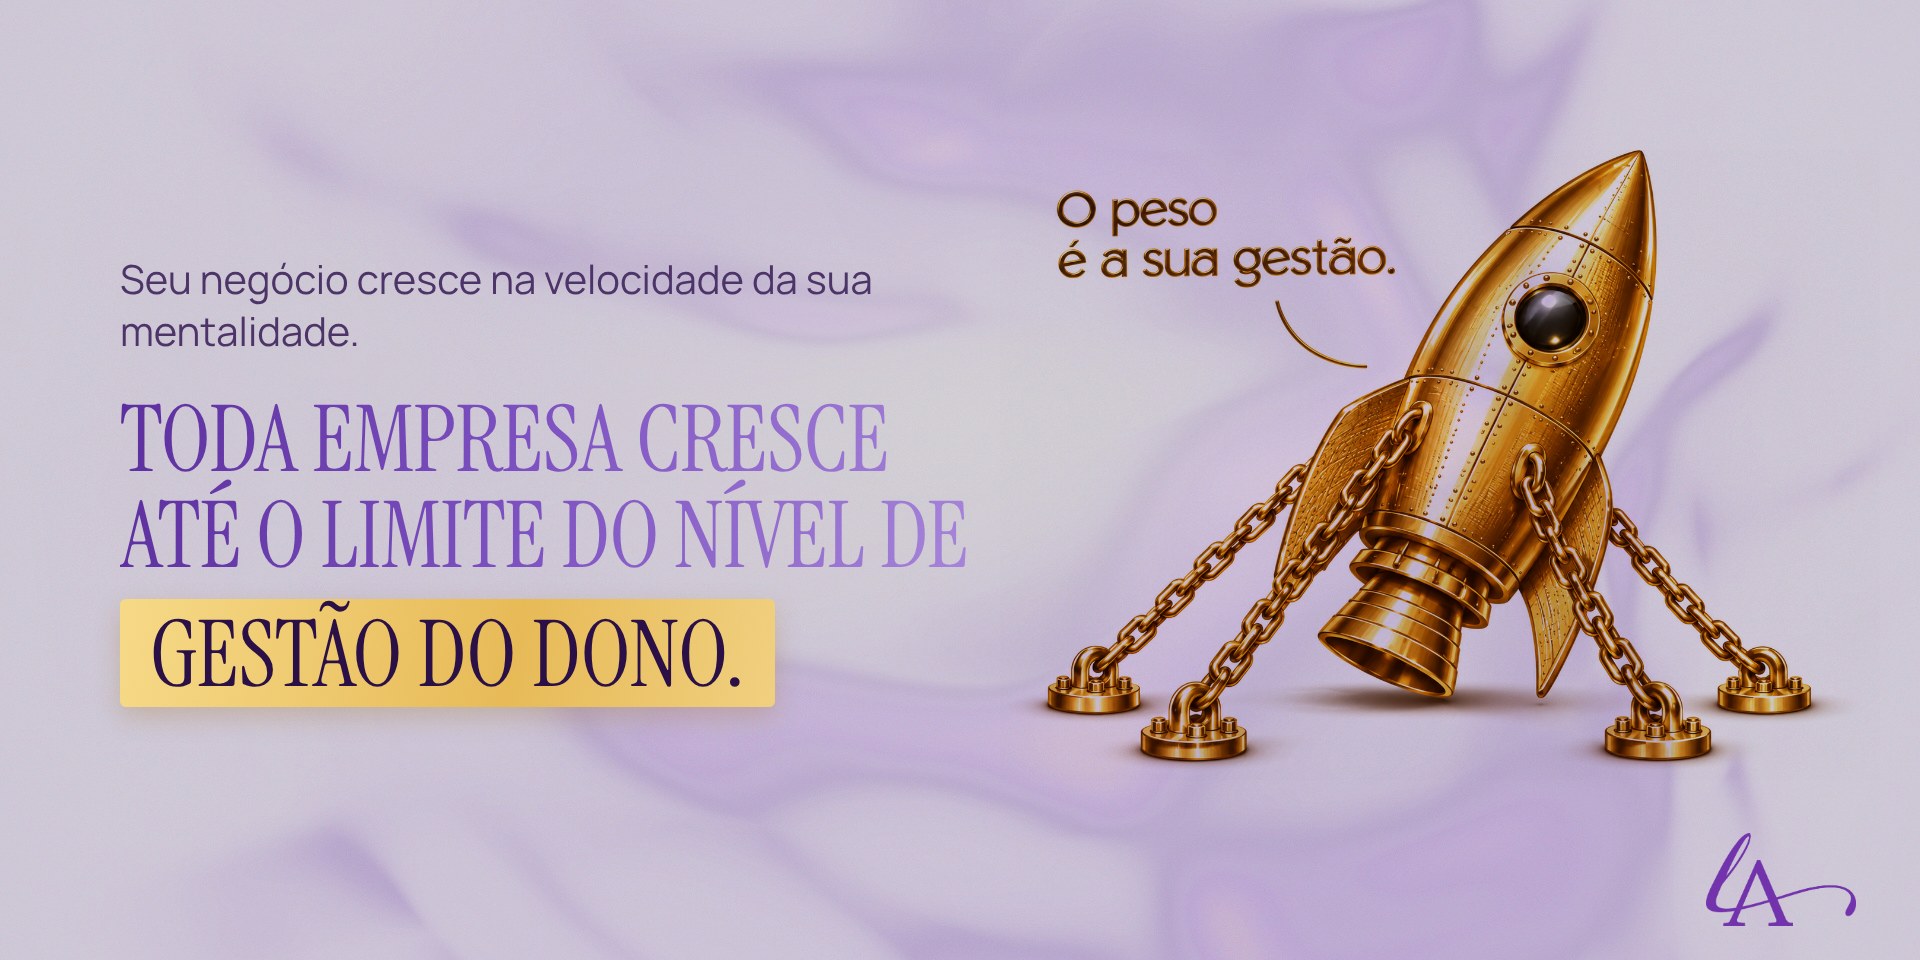 Seu negócio cresce na velocidade da sua
mentalidade.
TODA EMPRESA CRESCE
ATÉ O LIMITE DO NÍVEL DE
GESTÃO DO DONO.
O peso
é a sua gestão.
lA